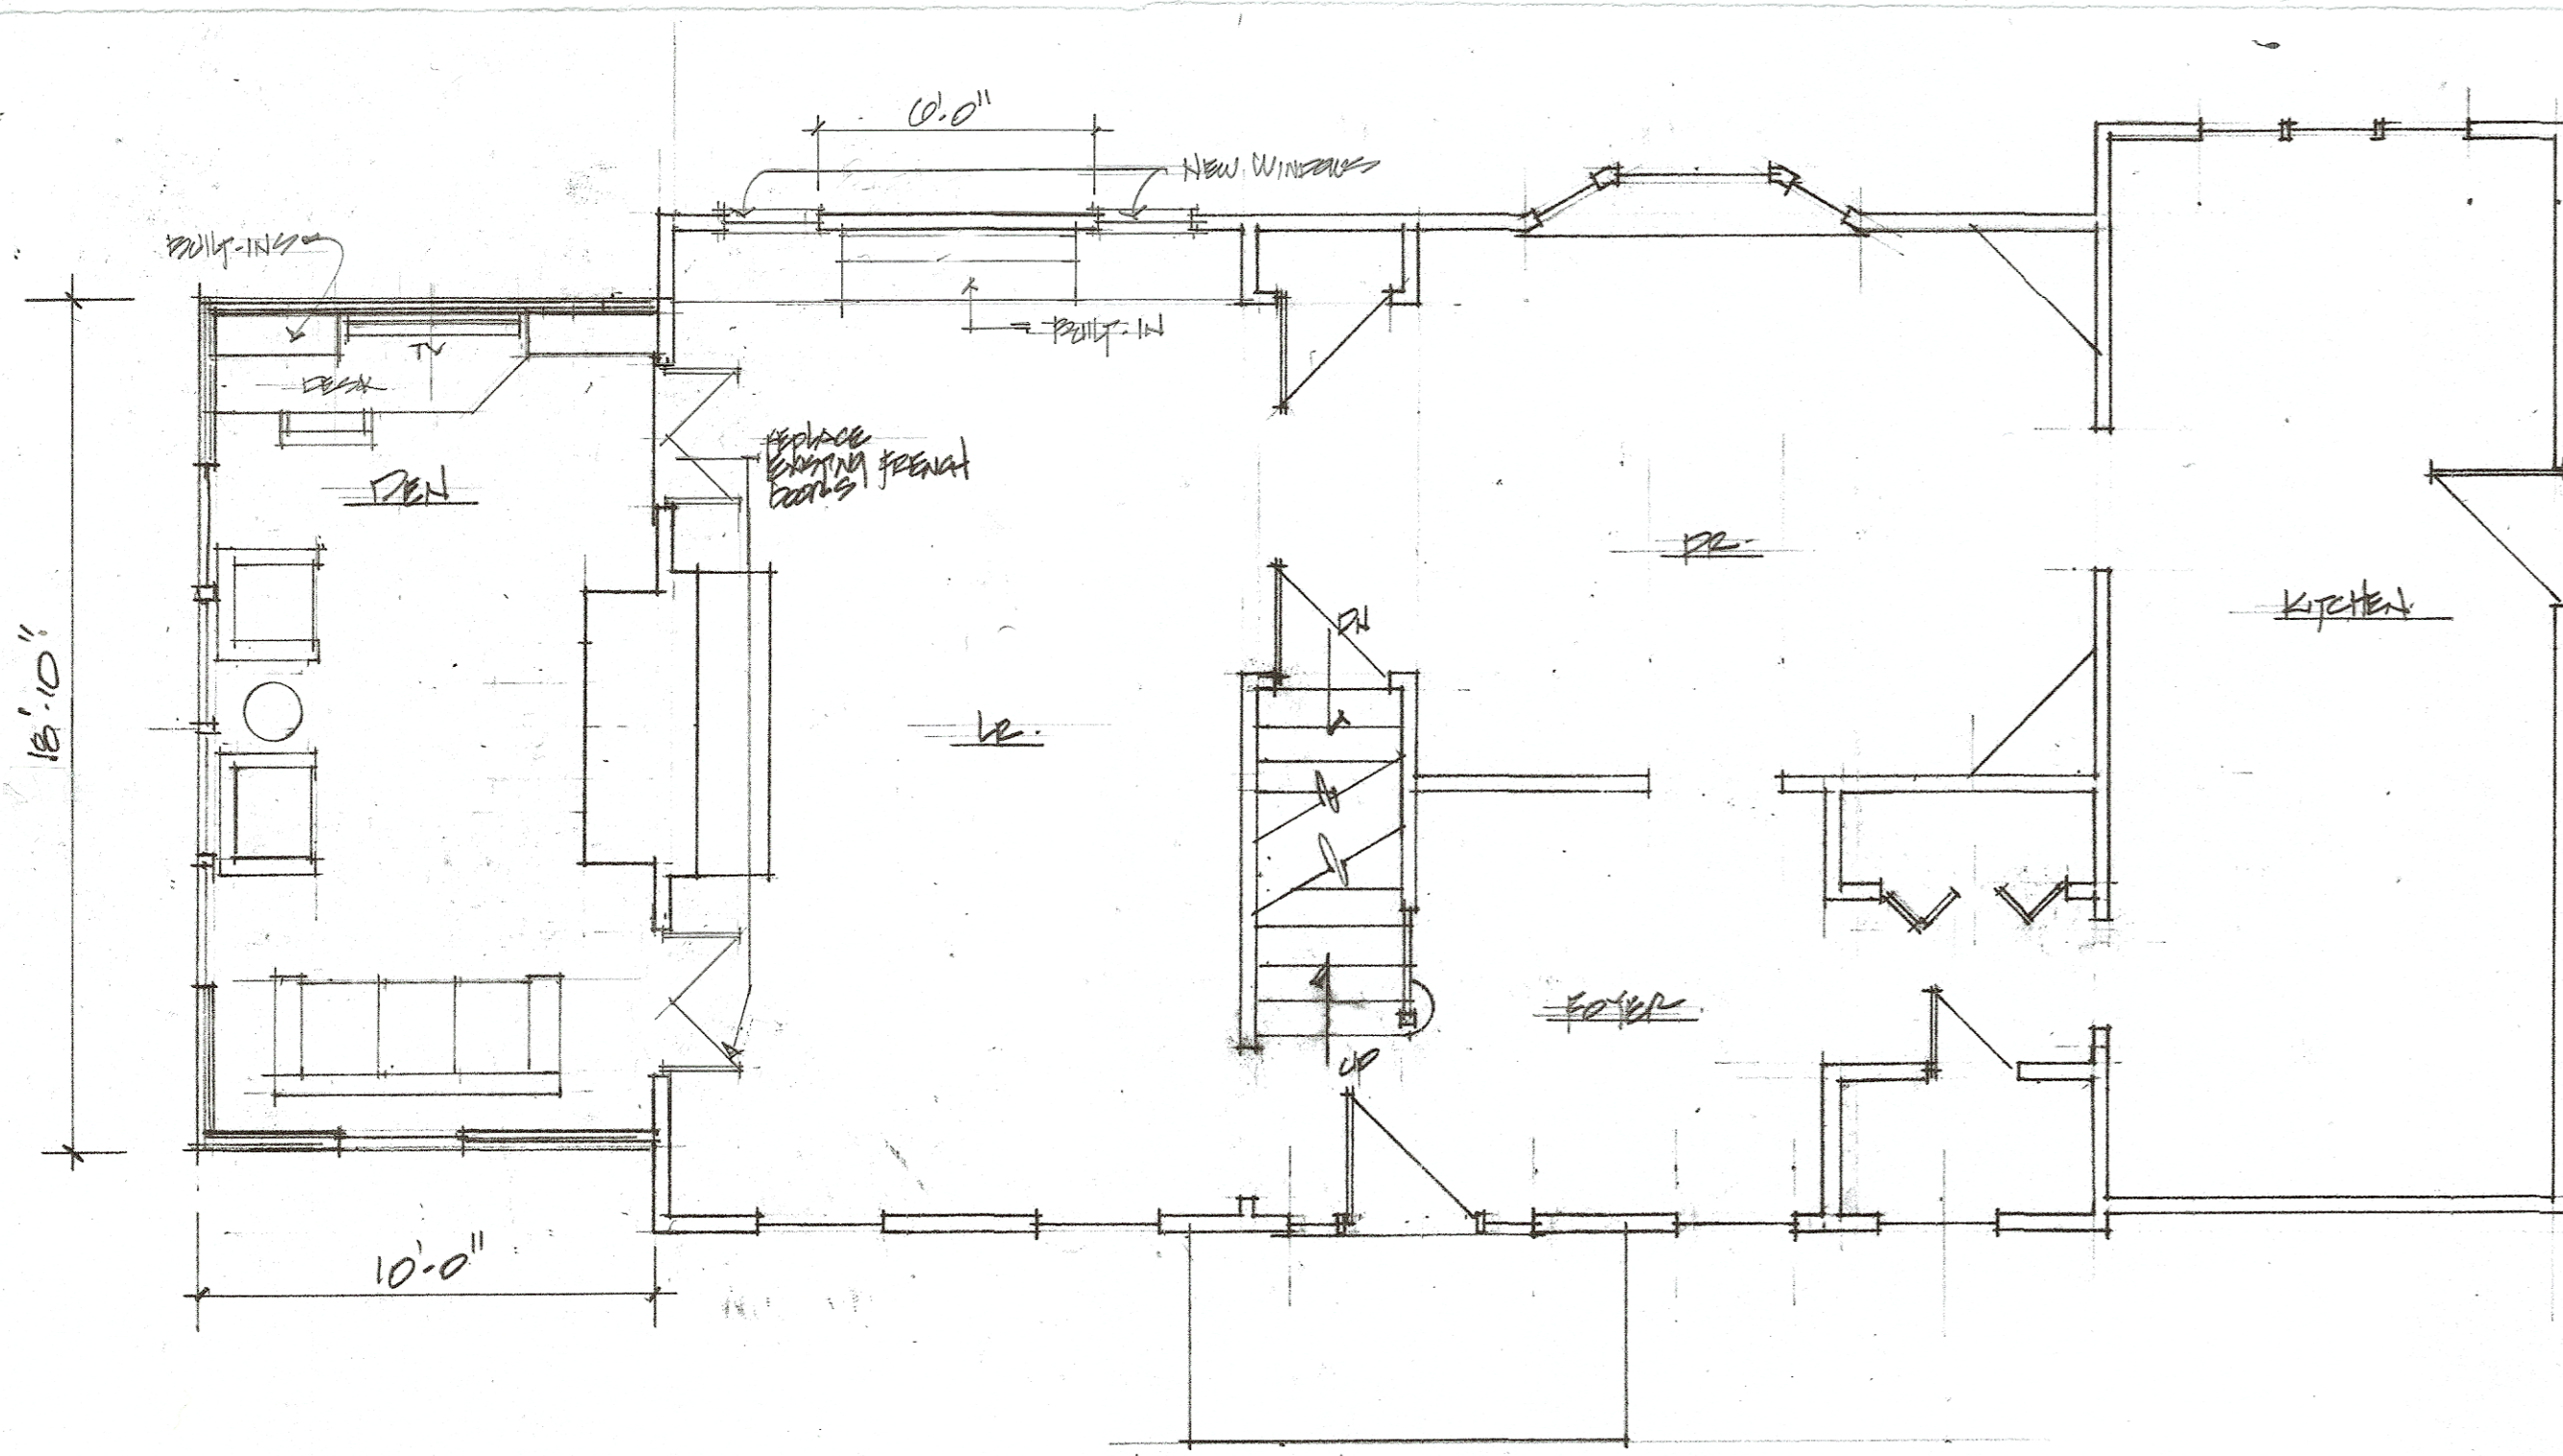 6'-0"
NEW WINDOWS
BUILT-INS
BUILT-IN
TV
DESK
REPLACE
EXISTING FRENCH
DOORS
DEN
DR.
DN
KITCHEN
18'-10"
LR.
FOYER
UP
10'-0"